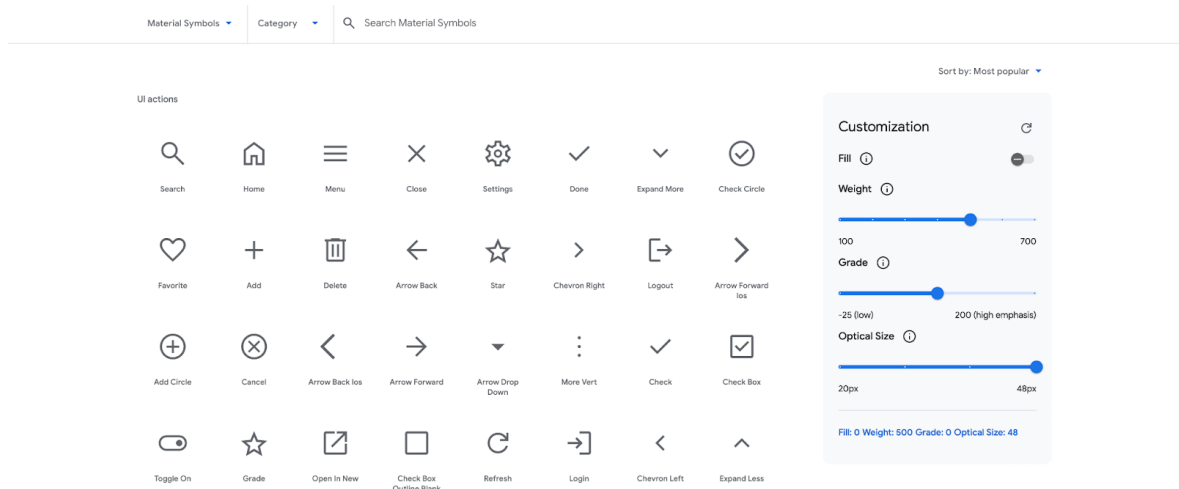 Material Symbols
Category
Search Material Symbols
Sort by: Most popular
UI actions
Search
Home
Menu
Close
Settings
Done
Expand More
Check Circle
Favorite
Add
Delete
Arrow Back
Star
Chevron Right
Logout
Arrow Forward
Ios
Add Circle
Cancel
Arrow Back Ios
Arrow Forward
Arrow Drop
Down
More Vert
Check
Check Box
Toggle On
Grade
Open In New
Check Box
Outline Blank
Refresh
Login
Chevron Left
Expand Less
Customization
Fill
Weight
100
700
Grade
-25 (low)
200 (high emphasis)
Optical Size
20px
48px
Fill: 0 Weight: 500 Grade: 0 Optical Size: 48